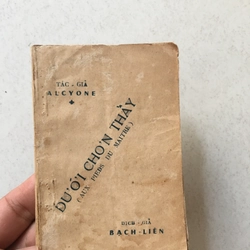 TÁC - GIẢ
ALCYONE
DƯỚI CHƠN THẦY
(AUX PIEDS DU MAITRE)
DỊCH GIẢ
BẠCH-LIÊN